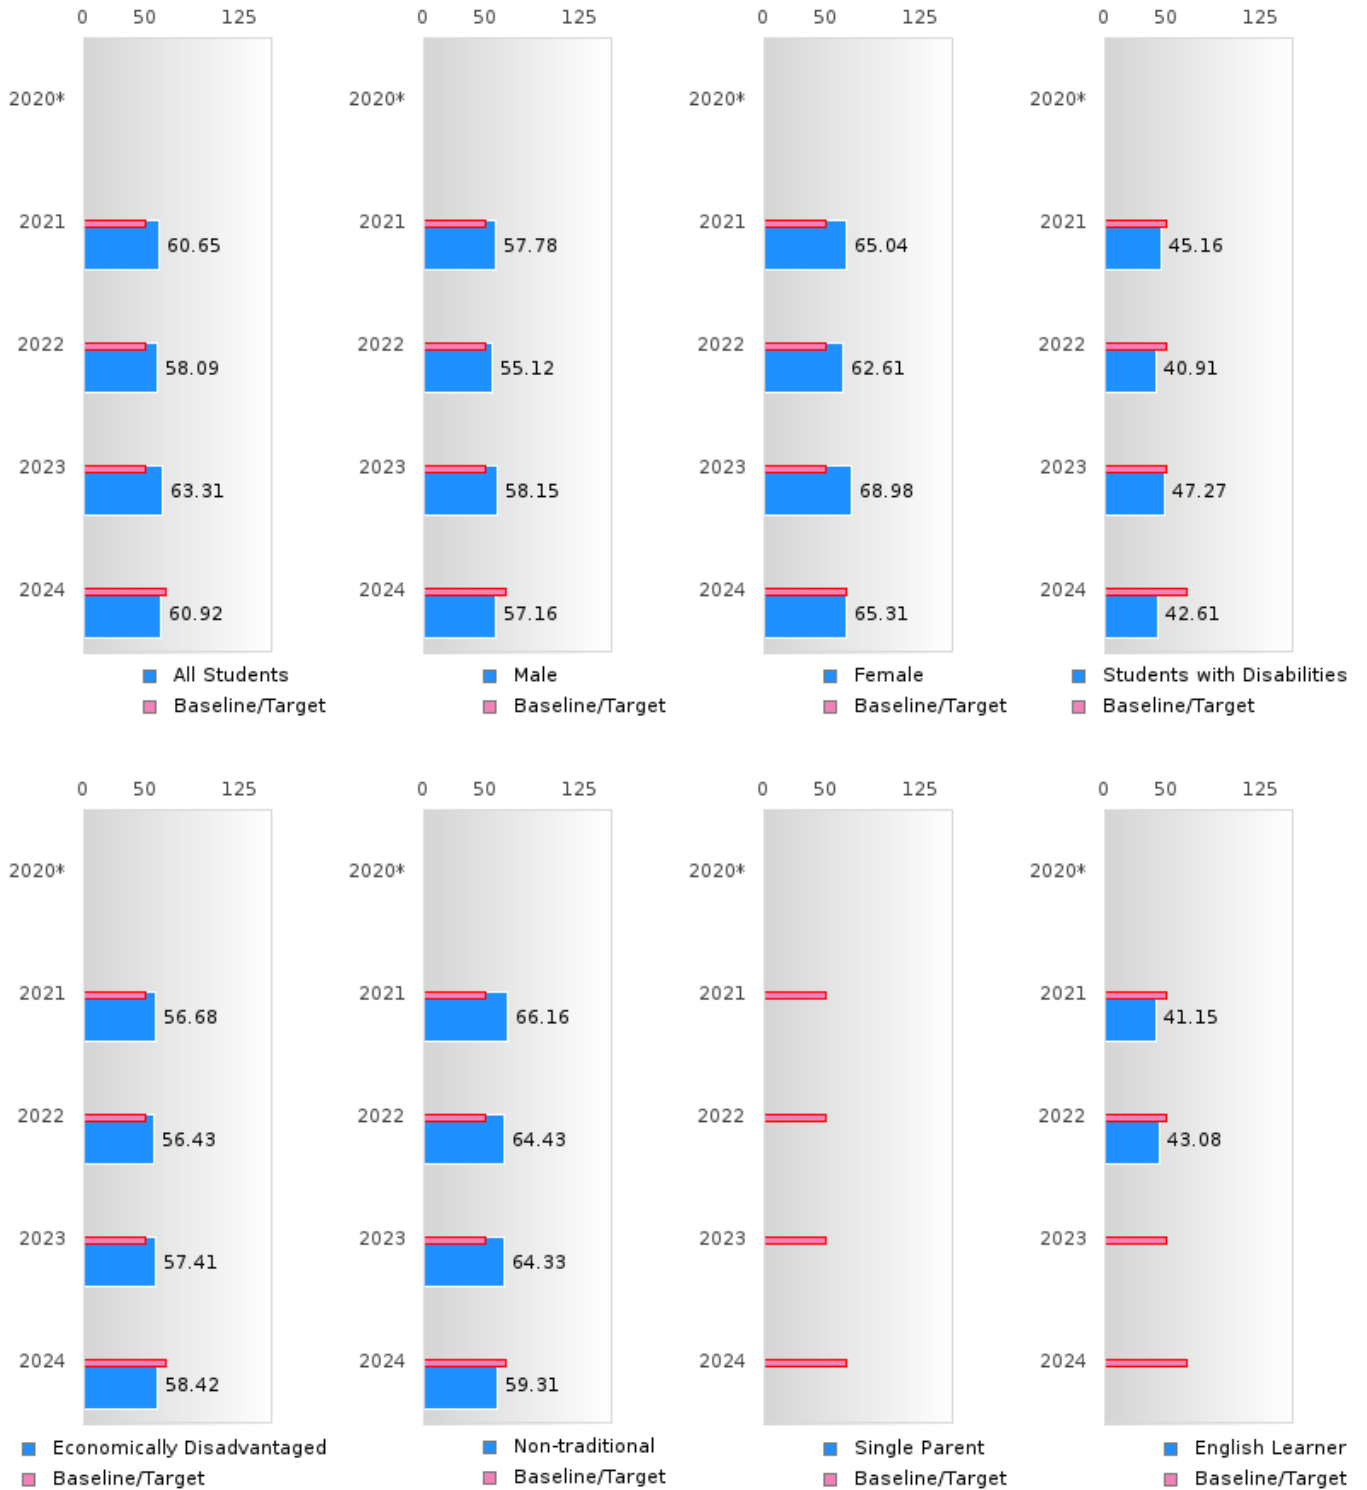 0 50 125 0 50 125 0 50 125 0 50 125
2020* 2020* 2020* 2020*
2021 60.65 2021 57.78 2021 65.04 2021 45.16
2022 58.09 2022 55.12 2022 62.61 2022 40.91
2023 63.31 2023 58.15 2023 68.98 2023 47.27
2024 60.92 2024 57.16 2024 65.31 2024 42.61
All Students Male Female Students with Disabilities
Baseline/Target Baseline/Target Baseline/Target Baseline/Target
0 50 125 0 50 125 0 50 125 0 50 125
2020* 2020* 2020* 2020*
2021 56.68 2021 66.16 2021 2021 41.15
2022 56.43 2022 64.43 2022 2022 43.08
2023 57.41 2023 64.33 2023 2023
2024 58.42 2024 59.31 2024 2024
Economically Disadvantaged Non-traditional Single Parent English Learner
Baseline/Target Baseline/Target Baseline/Target Baseline/Target